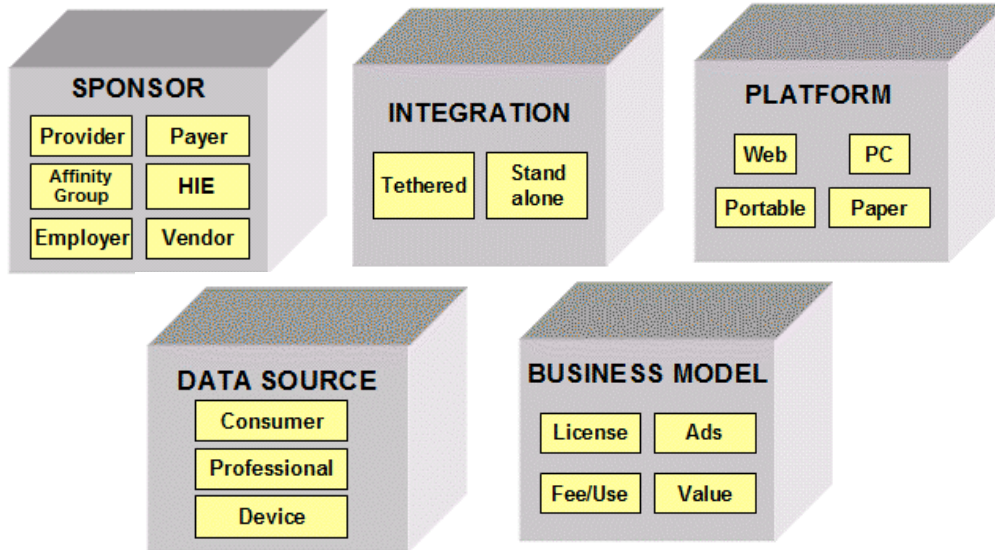 SPONSOR
Provider
Payer
Affinity
Group
HIE
Employer
Vendor
INTEGRATION
Tethered
Stand
alone
PLATFORM
Web
PC
Portable
Paper
DATA SOURCE
Consumer
Professional
Device
BUSINESS MODEL
License
Ads
Fee/Use
Value